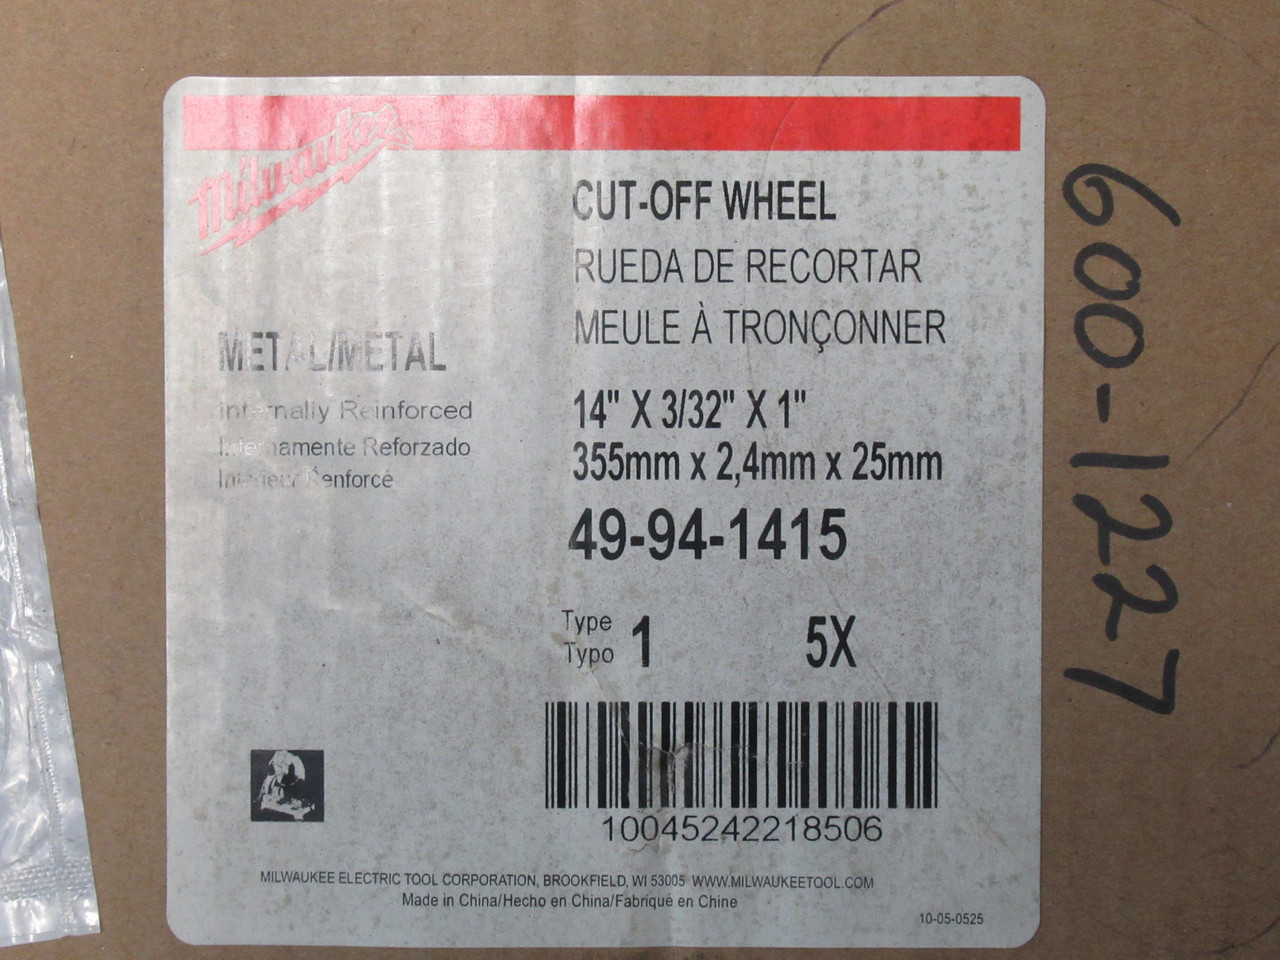 Milwaukee
CUT-OFF WHEEL
RUEDA DE RECORTAR
MEULE À TRONÇONNER
METAL/METAL
Internally Reinforced
Internamente Reforzado
Intérieur Renforcé
14" X 3/32" X 1"
355mm x 2,4mm x 25mm
49-94-1415
Type
Typo
1
5X
10045242218506
MILWAUKEE ELECTRIC TOOL CORPORATION, BROOKFIELD, WI 53005 WWW.MILWAUKEETOOL.COM
Made in China/Hecho en China/Fabriqué en Chine
10-05-0525
600-1227